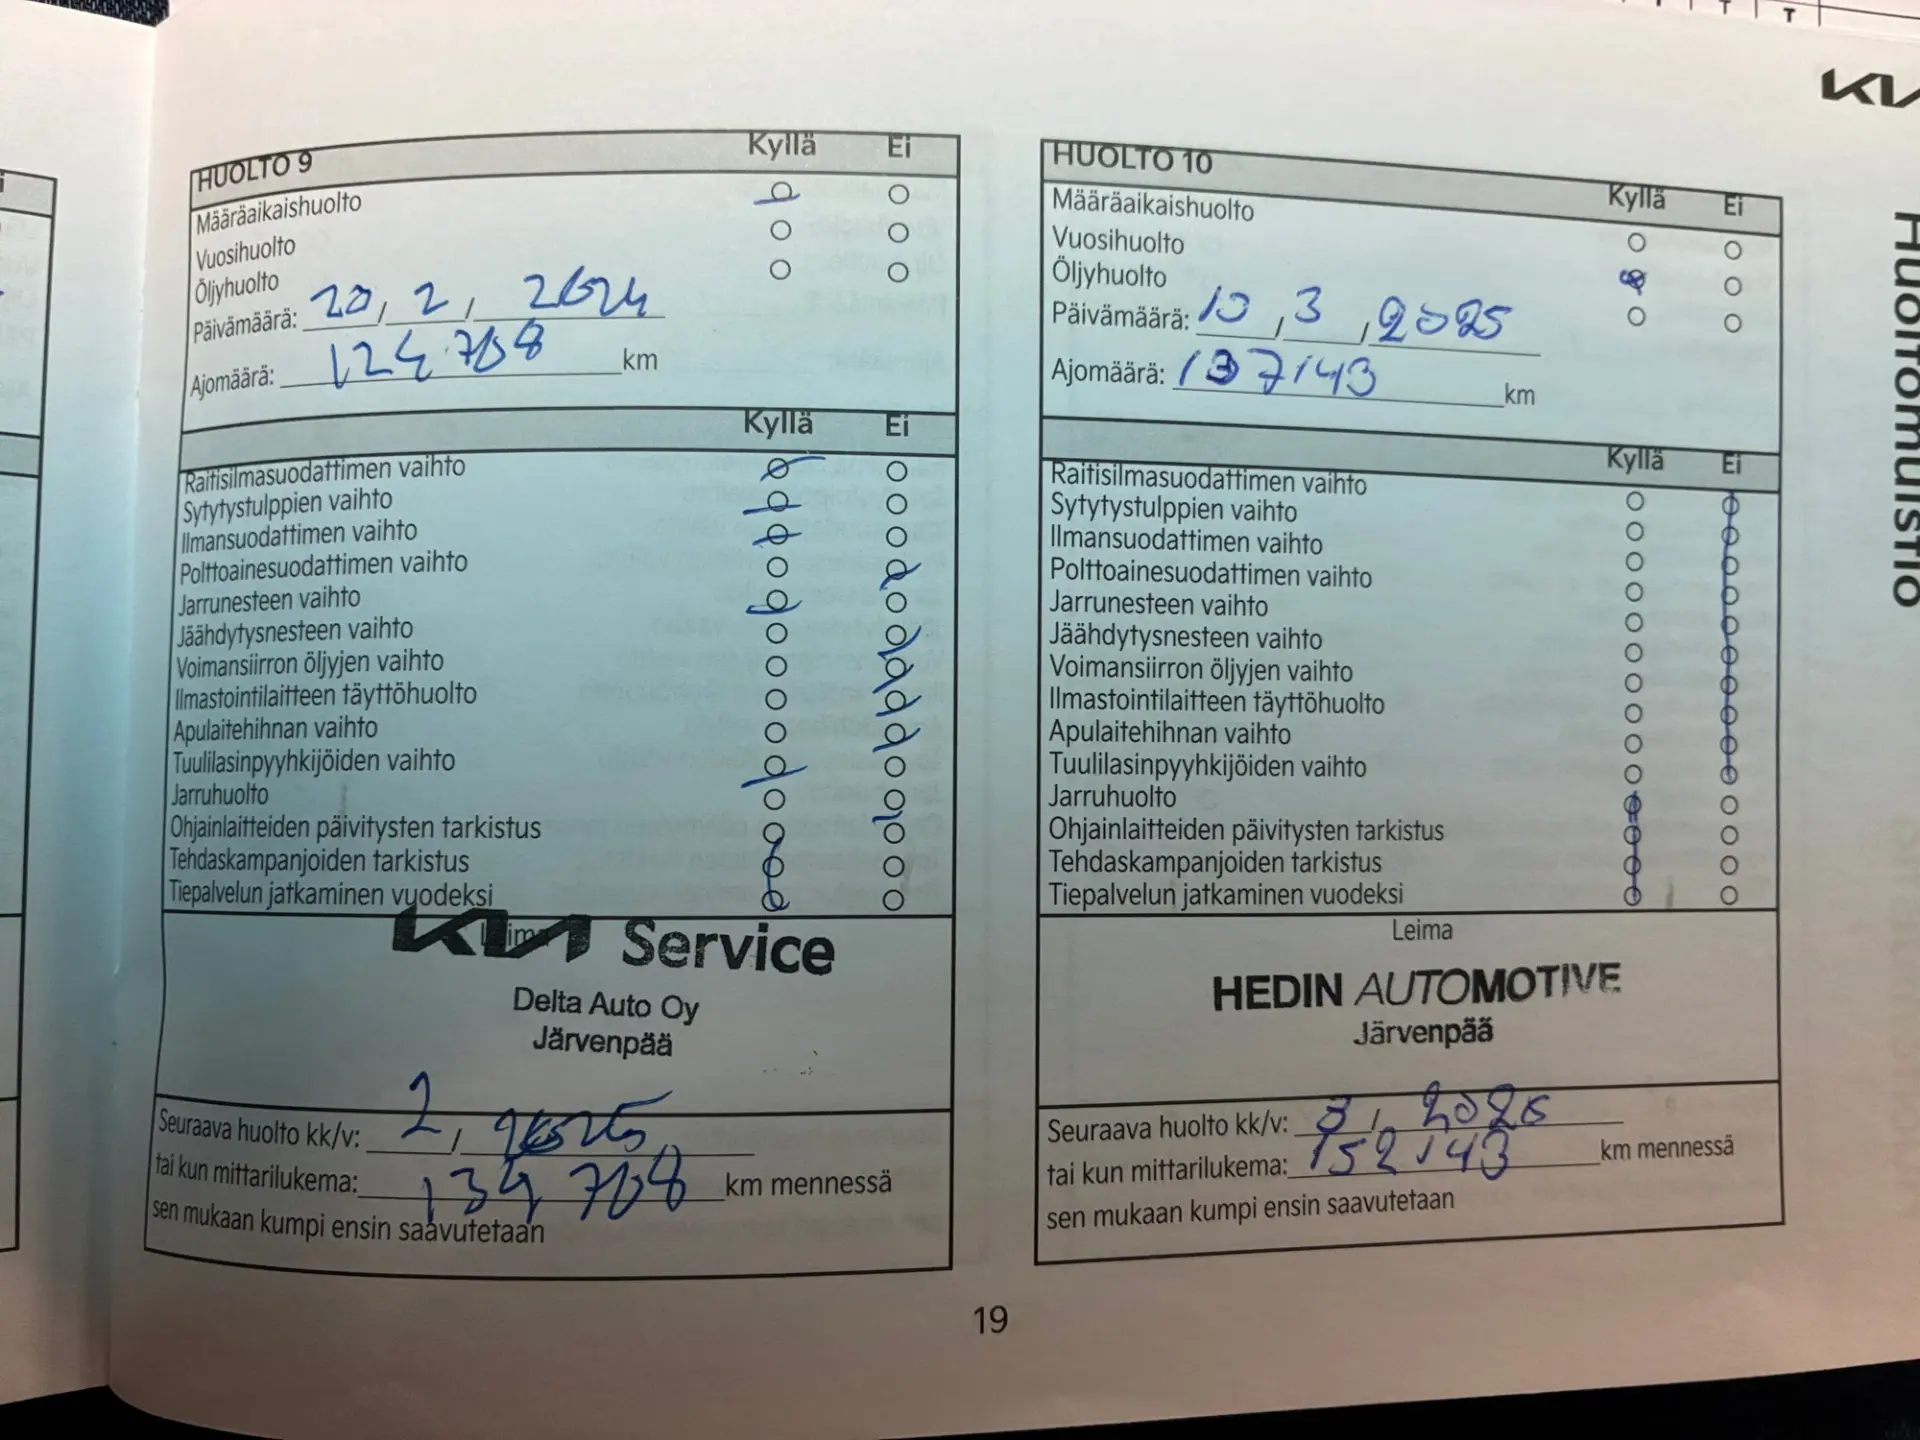 T T
KIA
HUOLTO 9 Kyllä Ei
Määräaikaishuolto
Vuosihuolto
Öljyhuolto
Päivämäärä: 20 / 2 / 2024
Ajomäärä: 124 708 km
Kyllä Ei
Raitisilmasuodattimen vaihto
Sytytystulppien vaihto
Ilmansuodattimen vaihto
Polttoainesuodattimen vaihto
Jarrunesteen vaihto
Jäähdytysnesteen vaihto
Voimansiirron öljyjen vaihto
Ilmastointilaitteen täyttöhuolto
Apulaitehihnan vaihto
Tuulilasinpyyhkijöiden vaihto
Jarruhuolto
Ohjainlaitteiden päivitysten tarkistus
Tehdaskampanjoiden tarkistus
Tiepalvelun jatkaminen vuodeksi
Leima
KIA Service
Delta Auto Oy
Järvenpää
Seuraava huolto kk/v: 2 / 2025
tai kun mittarilukema: 139 708 km mennessä
sen mukaan kumpi ensin saavutetaan
HUOLTO 10 Kyllä Ei
Määräaikaishuolto
Vuosihuolto
Öljyhuolto
Päivämäärä: 10 / 3 / 2025
Ajomäärä: 137143 km
Kyllä Ei
Raitisilmasuodattimen vaihto
Sytytystulppien vaihto
Ilmansuodattimen vaihto
Polttoainesuodattimen vaihto
Jarrunesteen vaihto
Jäähdytysnesteen vaihto
Voimansiirron öljyjen vaihto
Ilmastointilaitteen täyttöhuolto
Apulaitehihnan vaihto
Tuulilasinpyyhkijöiden vaihto
Jarruhuolto
Ohjainlaitteiden päivitysten tarkistus
Tehdaskampanjoiden tarkistus
Tiepalvelun jatkaminen vuodeksi
Leima
HEDIN AUTOMOTIVE
Järvenpää
Seuraava huolto kk/v: 3 / 2026
tai kun mittarilukema: 152143 km mennessä
sen mukaan kumpi ensin saavutetaan
Huoltomuistio
19